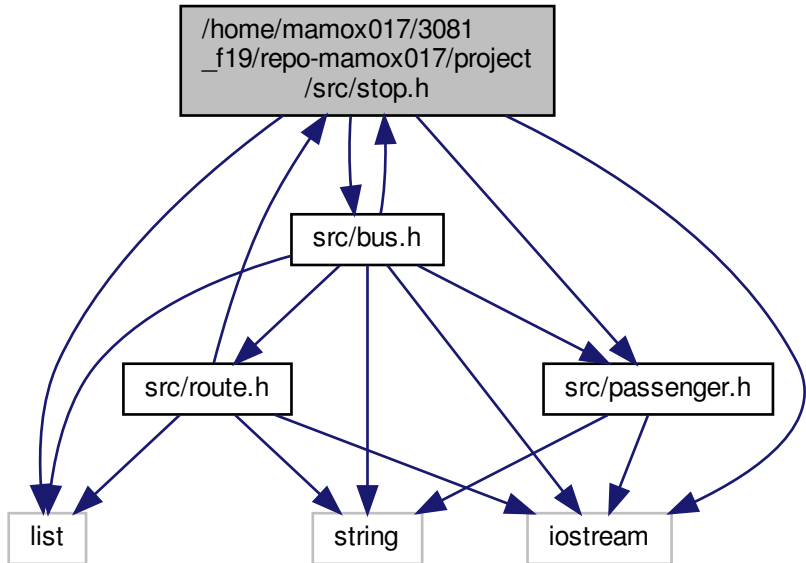 /home/mamox017/3081
_f19/repo-mamox017/project
/src/stop.h
src/bus.h
src/route.h
src/passenger.h
list
string
iostream